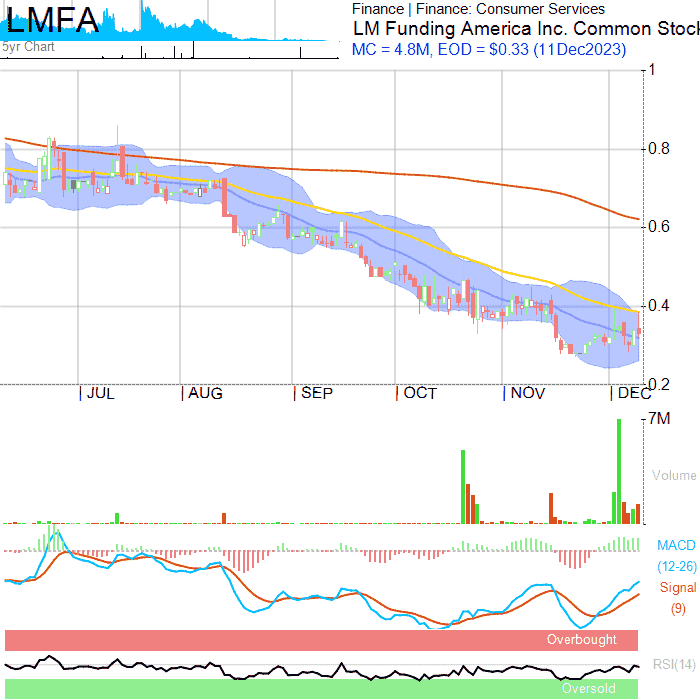 LMFA
Finance | Finance: Consumer Services
LM Funding America Inc. Common Stock
MC = 4.8M, EOD = $0.33 (11Dec2023)
5yr Chart
1
0.8
0.6
0.4
0.2
| JUL | AUG | SEP | OCT | NOV | DEC
7M
Volume
MACD
(12-26)
Signal
(9)
Overbought
RSI(14)
Oversold